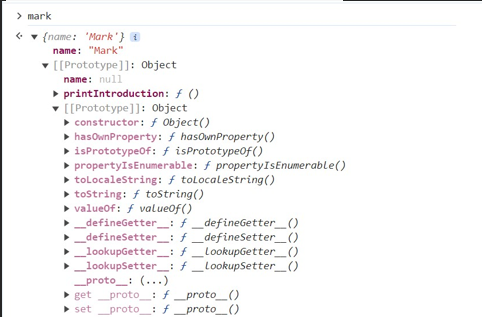 > mark
{name: 'Mark'} i
name: "Mark"
[[Prototype]]: Object
name: null
printIntroduction: ƒ ()
[[Prototype]]: Object
constructor: ƒ Object()
hasOwnProperty: ƒ hasOwnProperty()
isPrototypeOf: ƒ isPrototypeOf()
propertyIsEnumerable: ƒ propertyIsEnumerable()
toLocaleString: ƒ toLocaleString()
toString: ƒ toString()
valueOf: ƒ valueOf()
__defineGetter__: ƒ __defineGetter__()
__defineSetter__: ƒ __defineSetter__()
__lookupGetter__: ƒ __lookupGetter__()
__lookupSetter__: ƒ __lookupSetter__()
__proto__: (...)
get __proto__: ƒ __proto__()
set __proto__: ƒ __proto__()